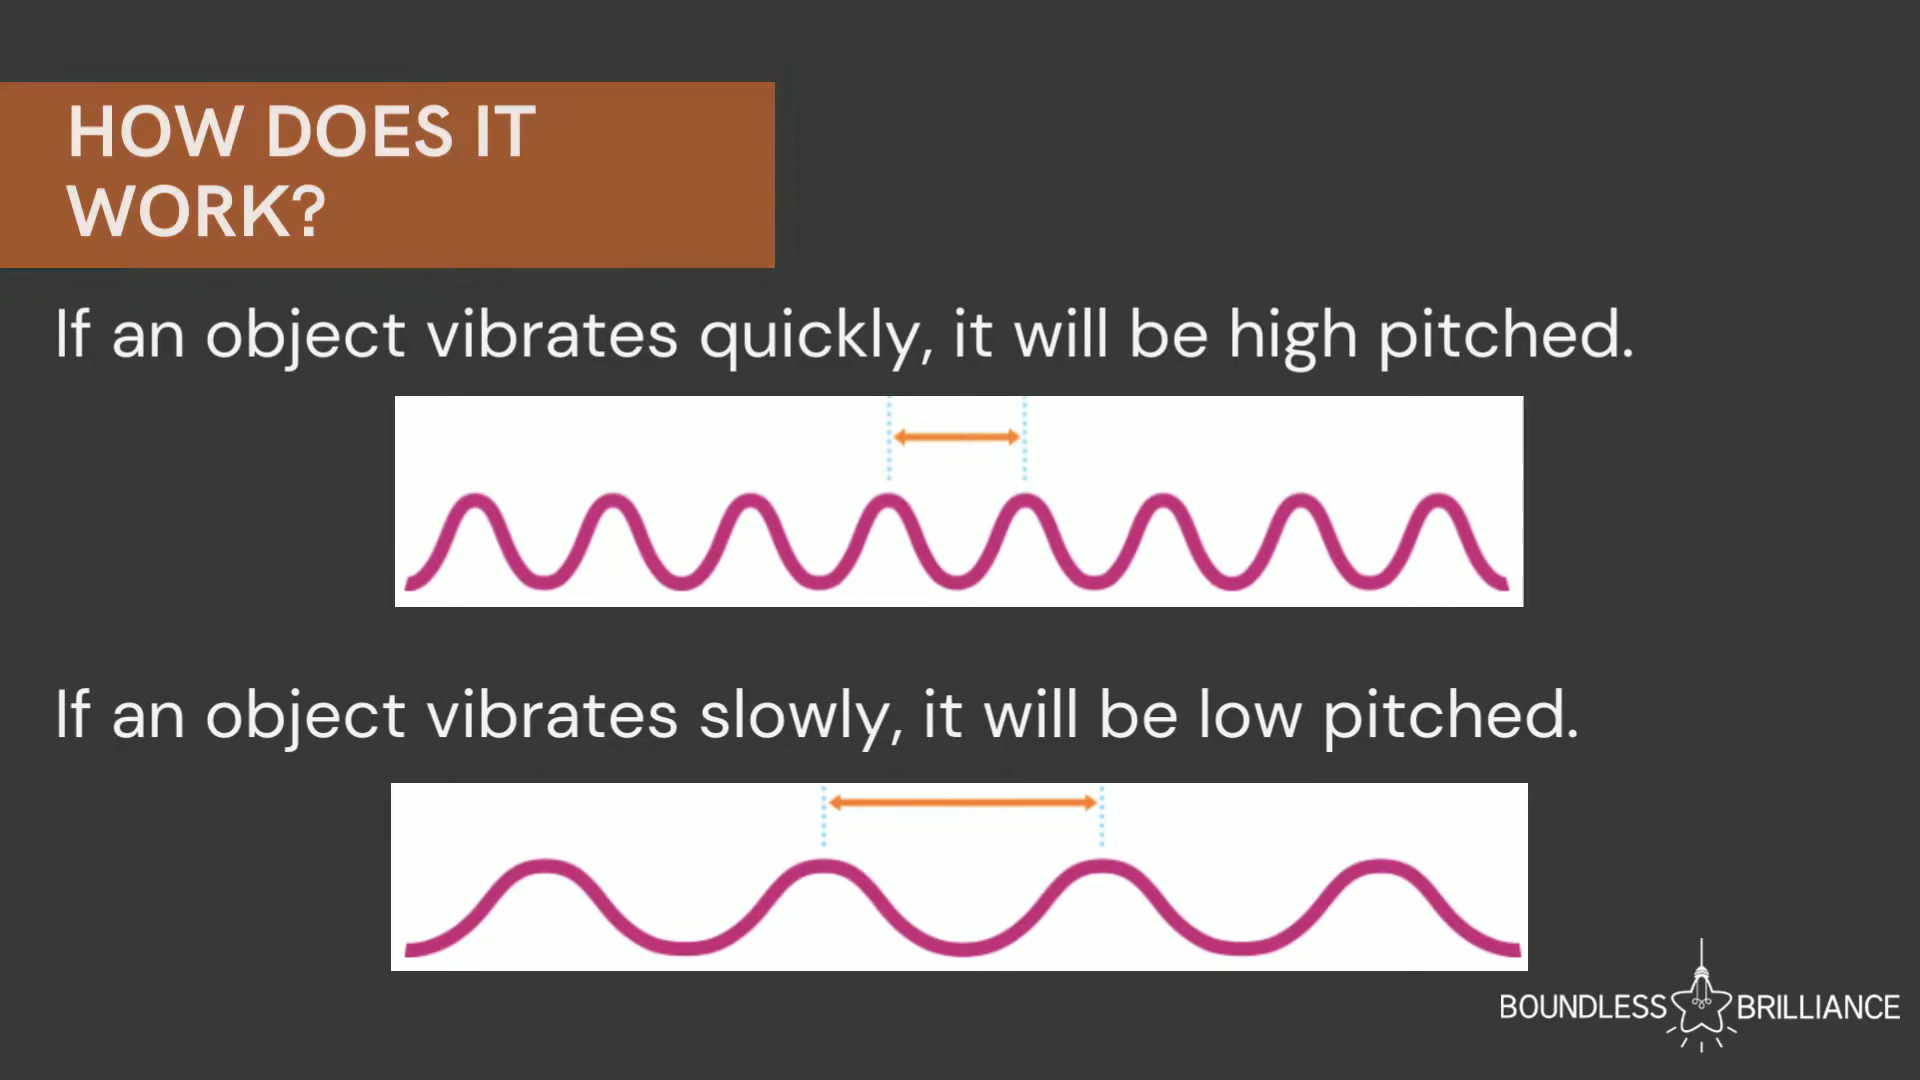 HOW DOES IT
WORK?
If an object vibrates quickly, it will be high pitched.
If an object vibrates slowly, it will be low pitched.
BOUNDLESS BRILLIANCE